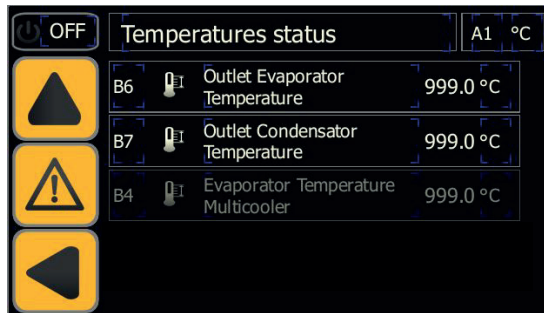 OFF
Temperatures status
A1 °C
B6 Outlet Evaporator Temperature 999.0 °C
B7 Outlet Condensator Temperature 999.0 °C
B4 Evaporator Temperature Multicooler 999.0 °C